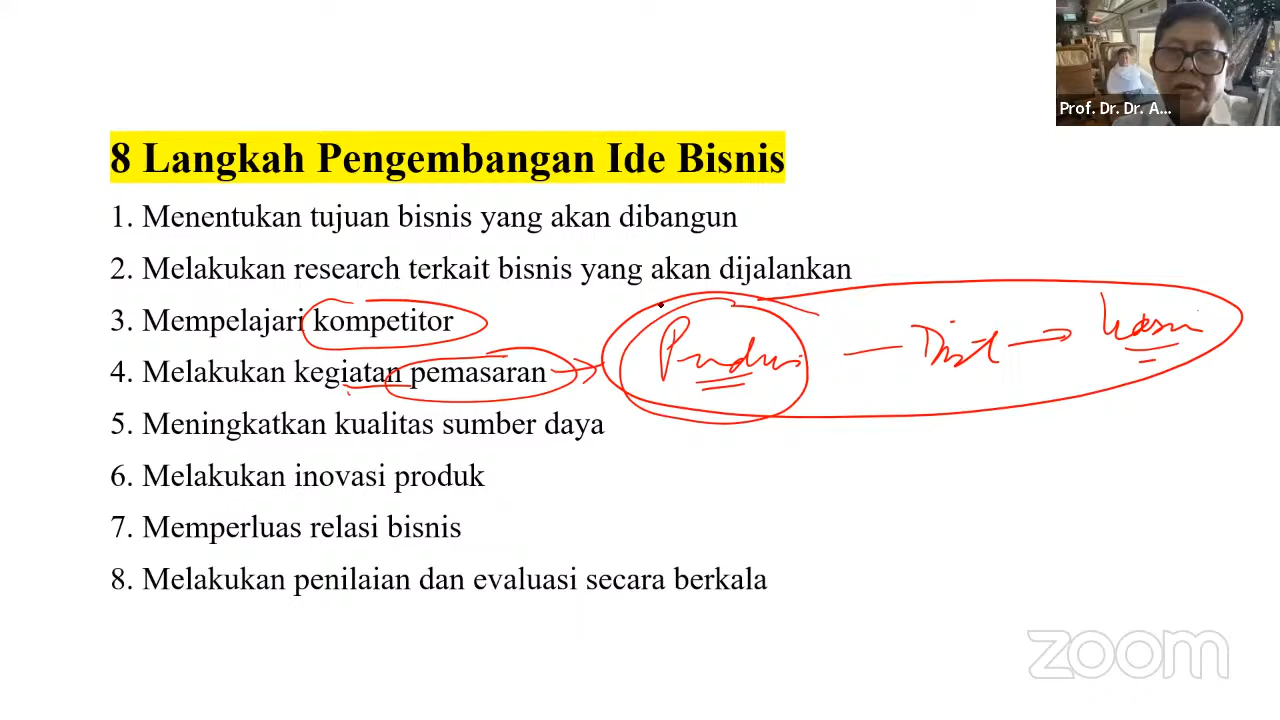 Prof. Dr. Dr. A...
8 Langkah Pengembangan Ide Bisnis
1. Menentukan tujuan bisnis yang akan dibangun
2. Melakukan research terkait bisnis yang akan dijalankan
3. Mempelajari kompetitor
4. Melakukan kegiatan pemasaran
5. Meningkatkan kualitas sumber daya
6. Melakukan inovasi produk
7. Memperluas relasi bisnis
8. Melakukan penilaian dan evaluasi secara berkala
zoom